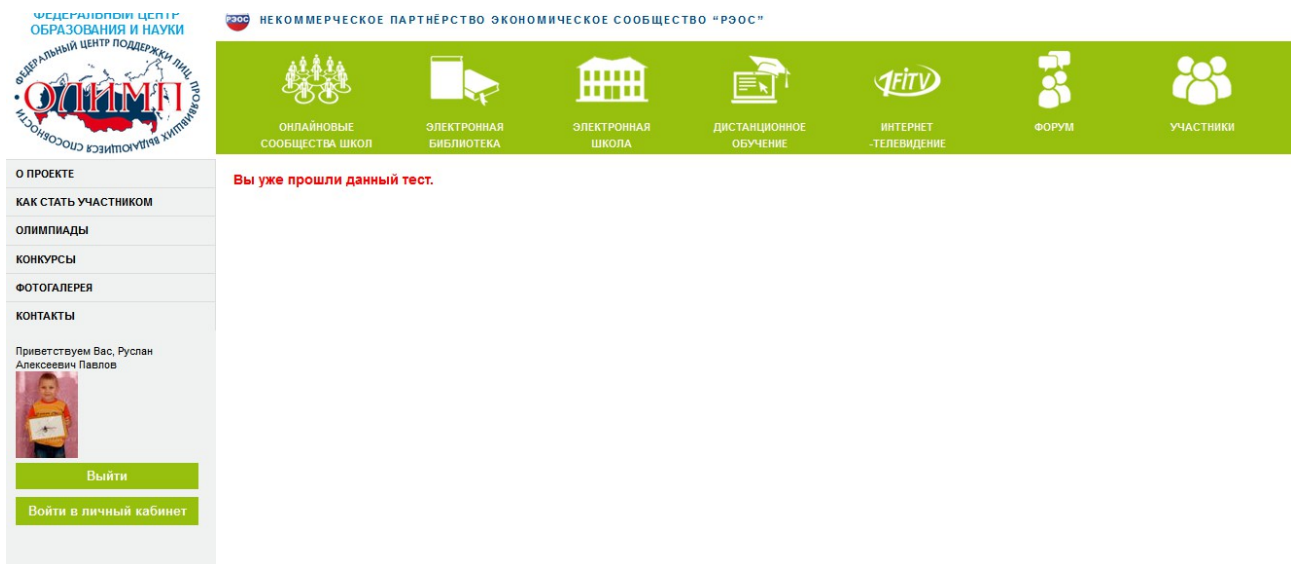 ФЕДЕРАЛЬНЫЙ ЦЕНТР
ОБРАЗОВАНИЯ И НАУКИ
ФЕДЕРАЛЬНЫЙ ЦЕНТР ПОДДЕРЖКИ ЛИЦ, ПРОЯВИВШИХ ВЫДАЮЩИЕСЯ СПОСОБНОСТИ
ОЛИМП
РЭОС
НЕКОММЕРЧЕСКОЕ ПАРТНЁРСТВО ЭКОНОМИЧЕСКОЕ СООБЩЕСТВО “РЭОС”
1FiTV
ОНЛАЙНОВЫЕ
СООБЩЕСТВА ШКОЛ
ЭЛЕКТРОННАЯ
БИБЛИОТЕКА
ЭЛЕКТРОННАЯ
ШКОЛА
ДИСТАНЦИОННОЕ
ОБУЧЕНИЕ
ИНТЕРНЕТ
-ТЕЛЕВИДЕНИЕ
ФОРУМ
УЧАСТНИКИ
О ПРОЕКТЕ
КАК СТАТЬ УЧАСТНИКОМ
ОЛИМПИАДЫ
КОНКУРСЫ
ФОТОГАЛЕРЕЯ
КОНТАКТЫ
Вы уже прошли данный тест.
Приветствуем Вас, Руслан
Алексеевич Павлов
Выйти
Войти в личный кабинет